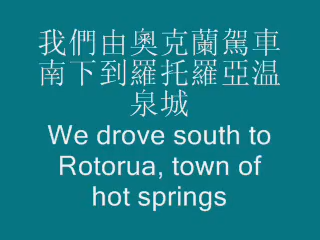 我們由奧克蘭駕車
南下到羅托羅亞温
泉城
We drove south to
Rotorua, town of
hot springs